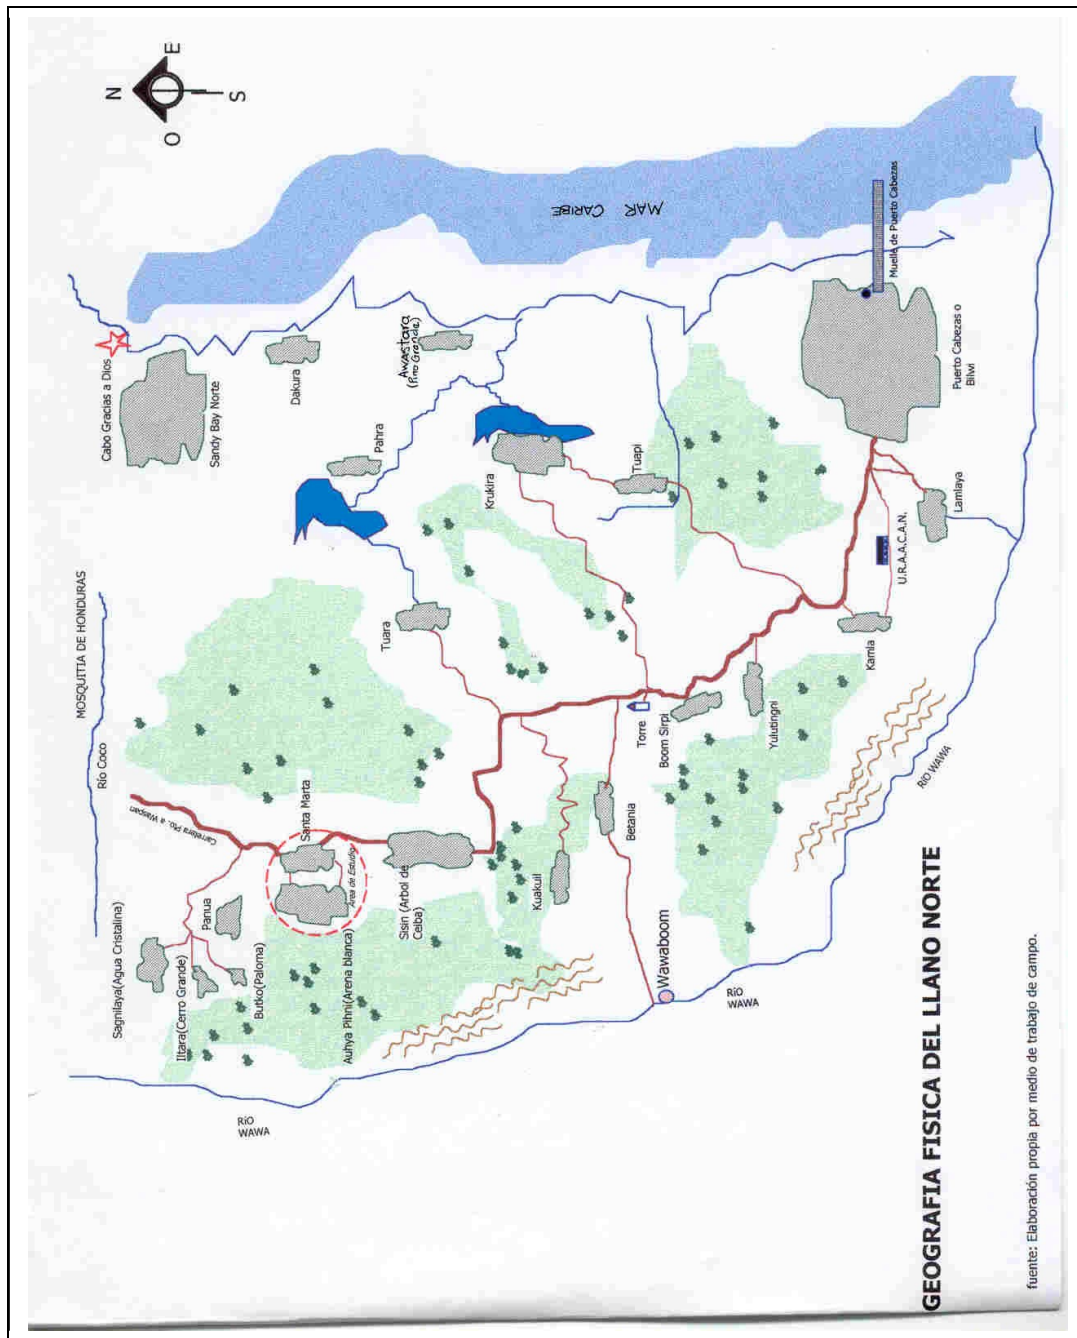 N
E
S
O
MAR CARIBE
Cabo Gracias a Dios
Sandy Bay Norte
Dakura
Awastara
(Pino Grande)
Pahra
Krukira
Tuapi
Muelle de Puerto Cabezas
Puerto Cabezas o
Bilwi
Lamlaya
U.R.A.C.A.N.
Kamla
MOSQUITIA DE HONDURAS
Río Coco
Tuara
Torre
Boom Sirpi
Yulutingni
RIO WAWA
Carretera Pto. a Waspan
Santa Marta
Area de Estudio
Sisin (Arbol de
Ceiba)
Kuakuil
Betania
Wawaboom
RíO
WAWA
Sagnilaya(Agua Cristalina)
Panua
Iltara(Cerro Grande)
Butko(Paloma)
Auhya Pihni(Arena blanca)
RíO
WAWA
GEOGRAFIA FISICA DEL LLANO NORTE
fuente: Elaboración propia por medio de trabajo de campo.